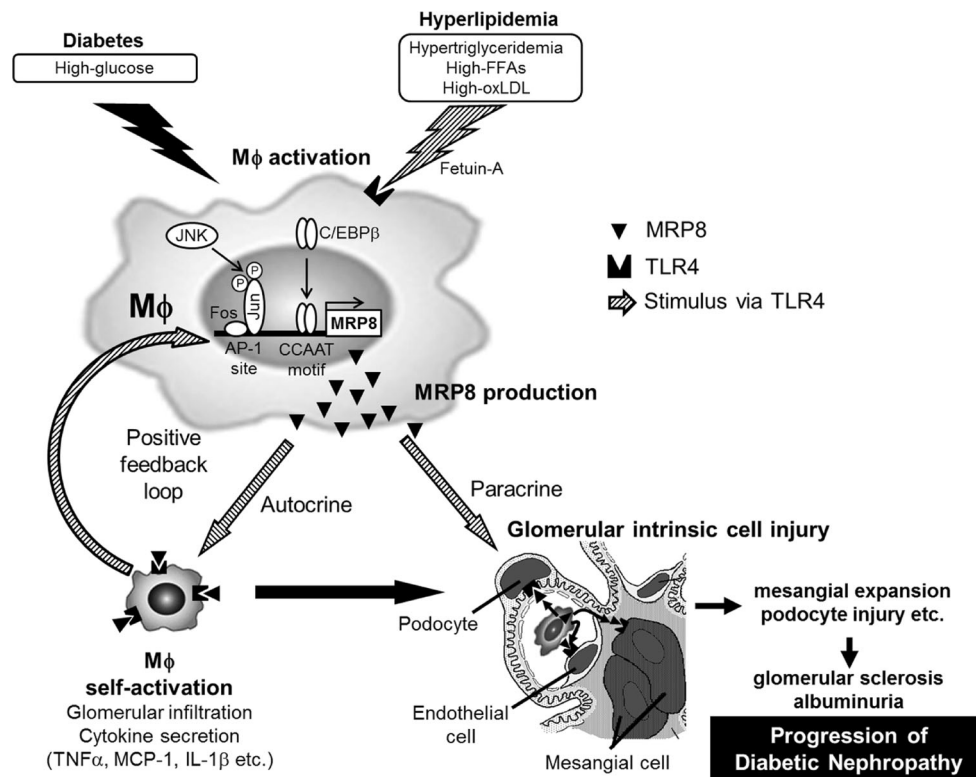 Diabetes
High-glucose
Hyperlipidemia
Hypertriglyceridemia
High-FFAs
High-oxLDL
Fetuin-A
Mϕ activation
JNK
C/EBPβ
P
P
Jun
Fos
MRP8
AP-1
site
CCAAT
motif
Mϕ
MRP8
TLR4
Stimulus via TLR4
MRP8 production
Positive
feedback
loop
Autocrine
Paracrine
Glomerular intrinsic cell injury
Podocyte
Endothelial
cell
Mesangial cell
Mϕ
self-activation
Glomerular infiltration
Cytokine secretion
(TNFα, MCP-1, IL-1β etc.)
mesangial expansion
podocyte injury etc.
glomerular sclerosis
albuminuria
Progression of
Diabetic Nephropathy